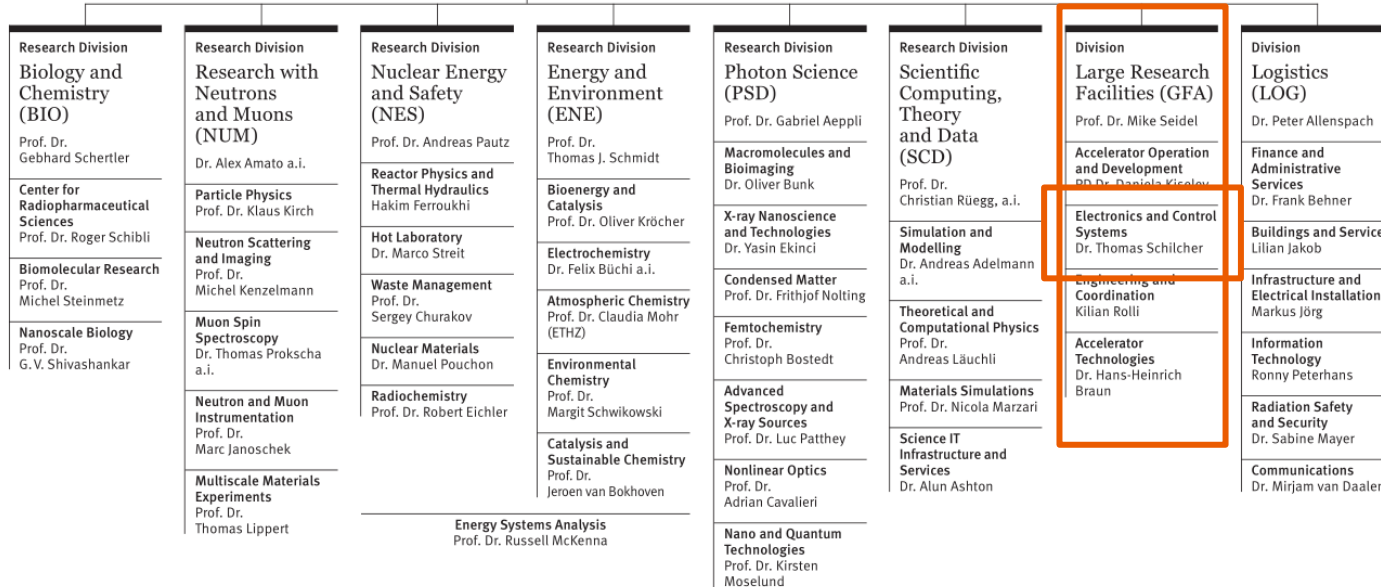 Research Division
Biology and
Chemistry
(BIO)
Prof. Dr.
Gebhard Schertler
Center for
Radiopharmaceutical
Sciences
Prof. Dr. Roger Schibli
Biomolecular Research
Prof. Dr.
Michel Steinmetz
Nanoscale Biology
Prof. Dr.
G. V. Shivashankar
Research Division
Research with
Neutrons
and Muons
(NUM)
Dr. Alex Amato a.i.
Particle Physics
Prof. Dr. Klaus Kirch
Neutron Scattering
and Imaging
Prof. Dr.
Michel Kenzelmann
Muon Spin
Spectroscopy
Dr. Thomas Prokscha
a.i.
Neutron and Muon
Instrumentation
Prof. Dr.
Marc Janoschek
Multiscale Materials
Experiments
Prof. Dr.
Thomas Lippert
Research Division
Nuclear Energy
and Safety
(NES)
Prof. Dr. Andreas Pautz
Reactor Physics and
Thermal Hydraulics
Hakim Ferroukhi
Hot Laboratory
Dr. Marco Streit
Waste Management
Prof. Dr.
Sergey Churakov
Nuclear Materials
Dr. Manuel Pouchon
Radiochemistry
Prof. Dr. Robert Eichler
Research Division
Energy and
Environment
(ENE)
Prof. Dr.
Thomas J. Schmidt
Bioenergy and
Catalysis
Prof. Dr. Oliver Kröcher
Electrochemistry
Dr. Felix Büchi a.i.
Atmospheric Chemistry
Prof. Dr. Claudia Mohr
(ETHZ)
Environmental
Chemistry
Prof. Dr.
Margit Schwikowski
Catalysis and
Sustainable Chemistry
Prof. Dr.
Jeroen van Bokhoven
Energy Systems Analysis
Prof. Dr. Russell McKenna
Research Division
Photon Science
(PSD)
Prof. Dr. Gabriel Aeppli
Macromolecules and
Bioimaging
Dr. Oliver Bunk
X-ray Nanoscience
and Technologies
Dr. Yasin Ekinci
Condensed Matter
Prof. Dr. Frithjof Nolting
Femtochemistry
Prof. Dr.
Christoph Bostedt
Advanced
Spectroscopy and
X-ray Sources
Prof. Dr. Luc Patthey
Nonlinear Optics
Prof. Dr.
Adrian Cavalieri
Nano and Quantum
Technologies
Prof. Dr. Kirsten
Moselund
Research Division
Scientific
Computing,
Theory
and Data
(SCD)
Prof. Dr.
Christian Rüegg, a.i.
Simulation and
Modelling
Dr. Andreas Adelmann
a.i.
Theoretical and
Computational Physics
Prof. Dr.
Andreas Läuchli
Materials Simulations
Prof. Dr. Nicola Marzari
Science IT
Infrastructure and
Services
Dr. Alun Ashton
Division
Large Research
Facilities (GFA)
Prof. Dr. Mike Seidel
Accelerator Operation
and Development
PD Dr. Daniela Kiselev
Electronics and Control
Systems
Dr. Thomas Schilcher
Engineering and
Coordination
Kilian Rolli
Accelerator
Technologies
Dr. Hans-Heinrich
Braun
Division
Logistics
(LOG)
Dr. Peter Allenspach
Finance and
Administrative
Services
Dr. Frank Behner
Buildings and Service
Lilian Jakob
Infrastructure and
Electrical Installation
Markus Jörg
Information
Technology
Ronny Peterhans
Radiation Safety
and Security
Dr. Sabine Mayer
Communications
Dr. Mirjam van Daalen